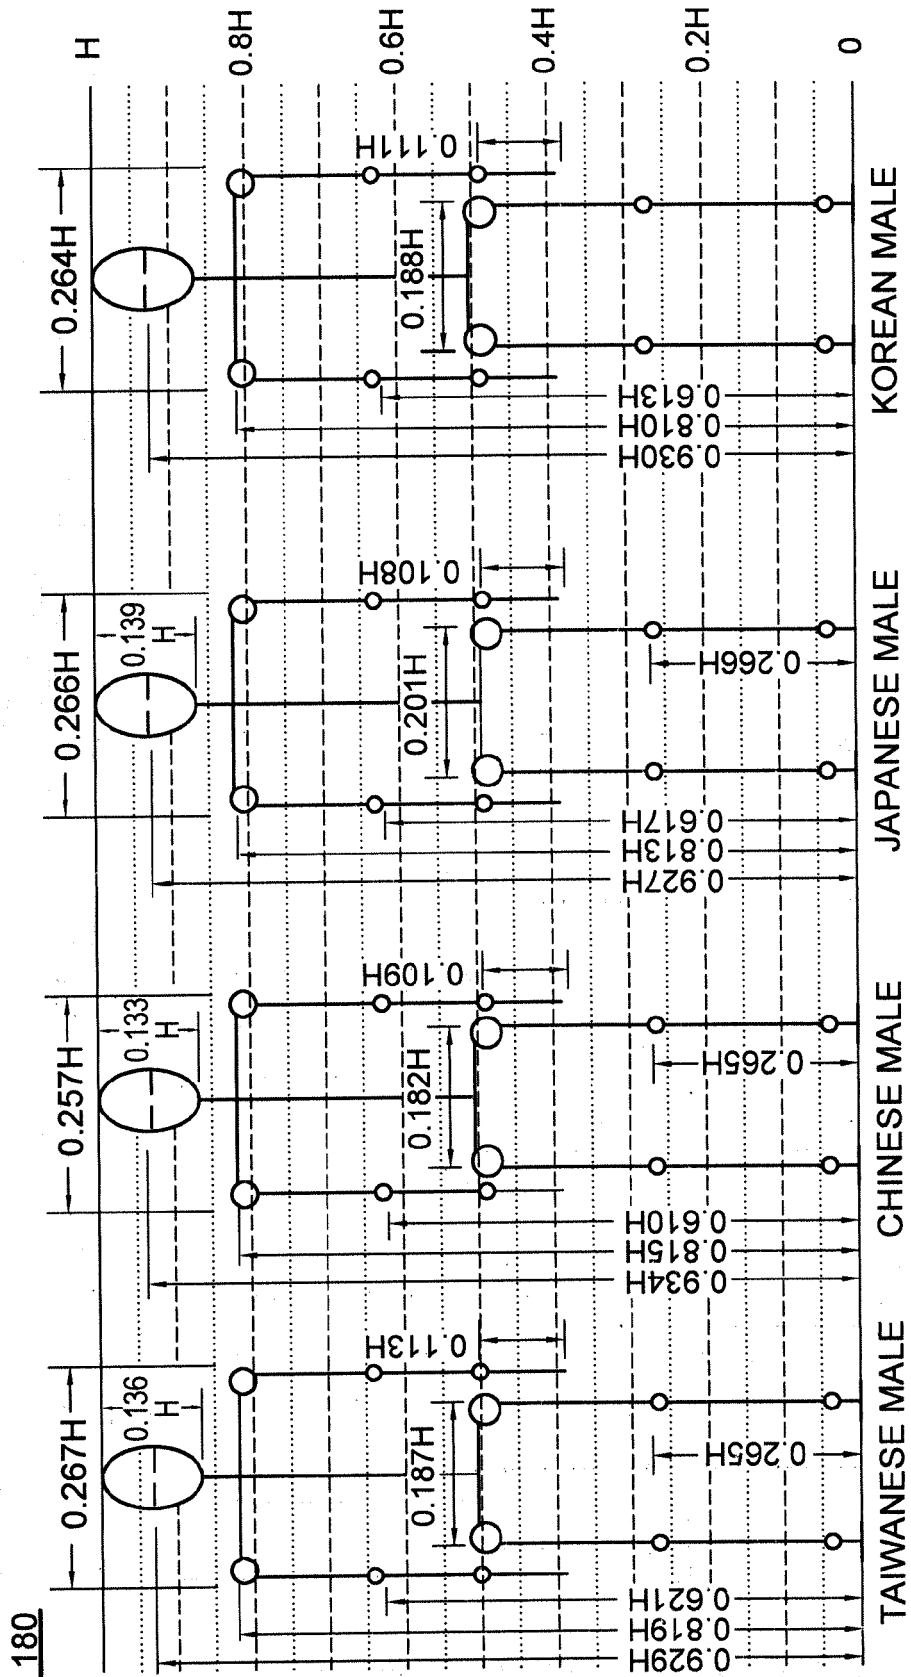 180
0.267H
0.136
H
0.187H
0.113H
0.265H
0.621H
0.819H
0.929H
TAIWANESE MALE
0.257H
0.133
H
0.182H
0.109H
0.265H
0.610H
0.815H
0.934H
CHINESE MALE
0.266H
0.139
H
0.201H
0.108H
0.266H
0.617H
0.813H
0.927H
JAPANESE MALE
0.264H
0.188H
0.111H
0.613H
0.810H
0.930H
KOREAN MALE
H
0.8H
0.6H
0.4H
0.2H
0